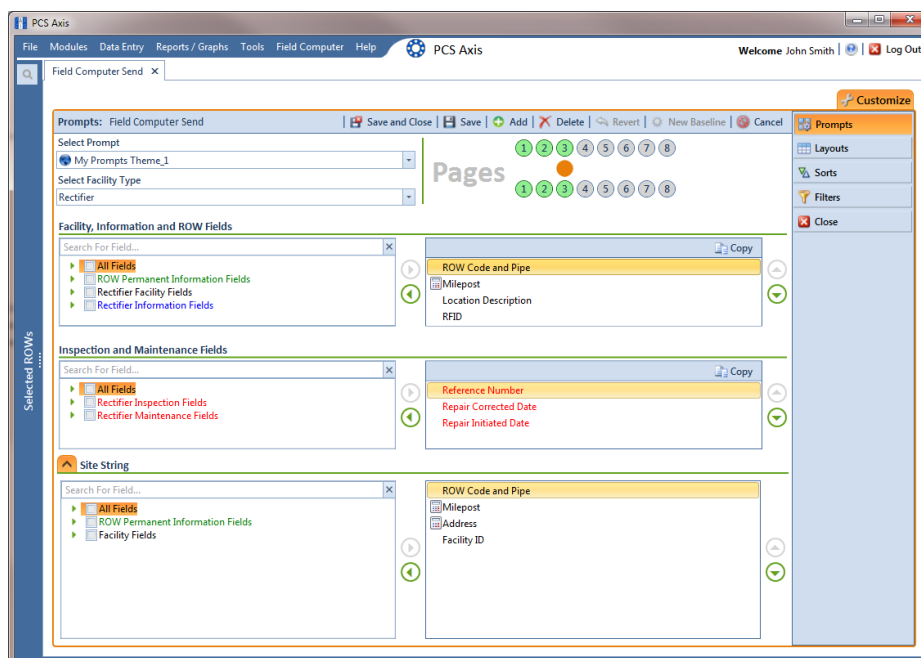 PCS Axis
File Modules Data Entry Reports / Graphs Tools Field Computer Help PCS Axis Welcome John Smith | Log Out
Field Computer Send ×
Customize
Prompts: Field Computer Send | Save and Close | Save | Add | Delete | Revert | New Baseline | Cancel
Prompts
Layouts
Sorts
Filters
Close
Select Prompt
My Prompts Theme_1
Select Facility Type
Rectifier
Pages
1 2 3 4 5 6 7 8
1 2 3 4 5 6 7 8
Facility, Information and ROW Fields
Search For Field...
All Fields
ROW Permanent Information Fields
Rectifier Facility Fields
Rectifier Information Fields
Copy
ROW Code and Pipe
Milepost
Location Description
RFID
Inspection and Maintenance Fields
Search For Field...
All Fields
Rectifier Inspection Fields
Rectifier Maintenance Fields
Copy
Reference Number
Repair Corrected Date
Repair Initiated Date
Site String
Search For Field...
All Fields
ROW Permanent Information Fields
Facility Fields
ROW Code and Pipe
Milepost
Address
Facility ID
Selected ROWs